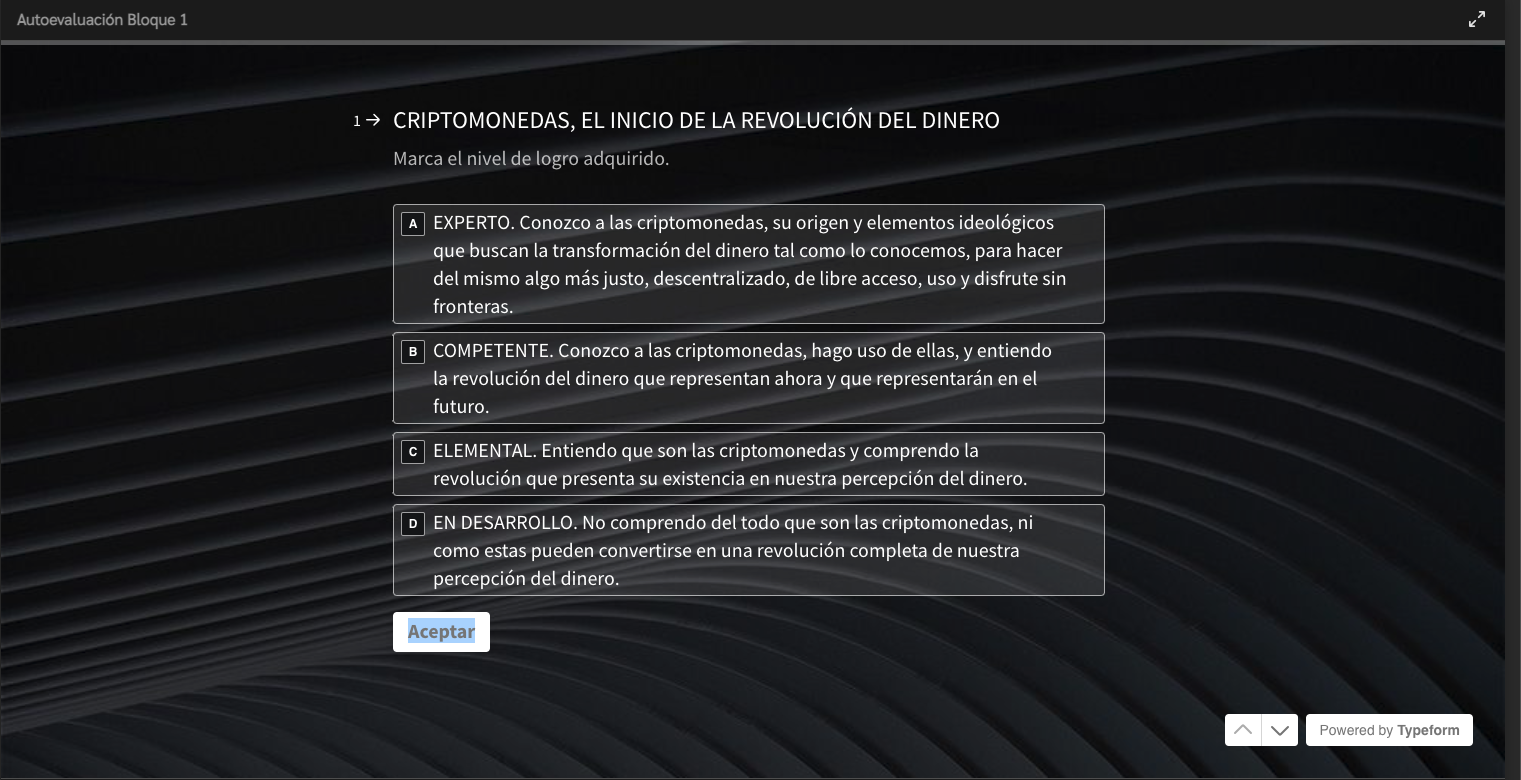 Autoevaluación Bloque 1
1 → CRIPTOMONEDAS, EL INICIO DE LA REVOLUCIÓN DEL DINERO
Marca el nivel de logro adquirido.
A EXPERTO. Conozco a las criptomonedas, su origen y elementos ideológicos
que buscan la transformación del dinero tal como lo conocemos, para hacer
del mismo algo más justo, descentralizado, de libre acceso, uso y disfrute sin
fronteras.
B COMPETENTE. Conozco a las criptomonedas, hago uso de ellas, y entiendo
la revolución del dinero que representan ahora y que representarán en el
futuro.
C ELEMENTAL. Entiendo que son las criptomonedas y comprendo la
revolución que presenta su existencia en nuestra percepción del dinero.
D EN DESARROLLO. No comprendo del todo que son las criptomonedas, ni
como estas pueden convertirse en una revolución completa de nuestra
percepción del dinero.
Aceptar
Powered by Typeform